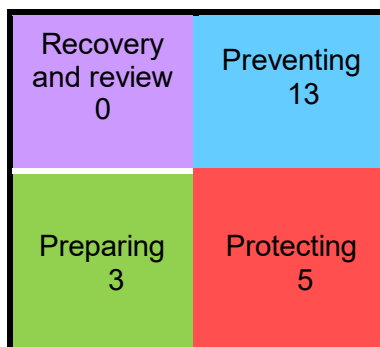 Recovery
and review
0
Preventing
13
Preparing
3
Protecting
5